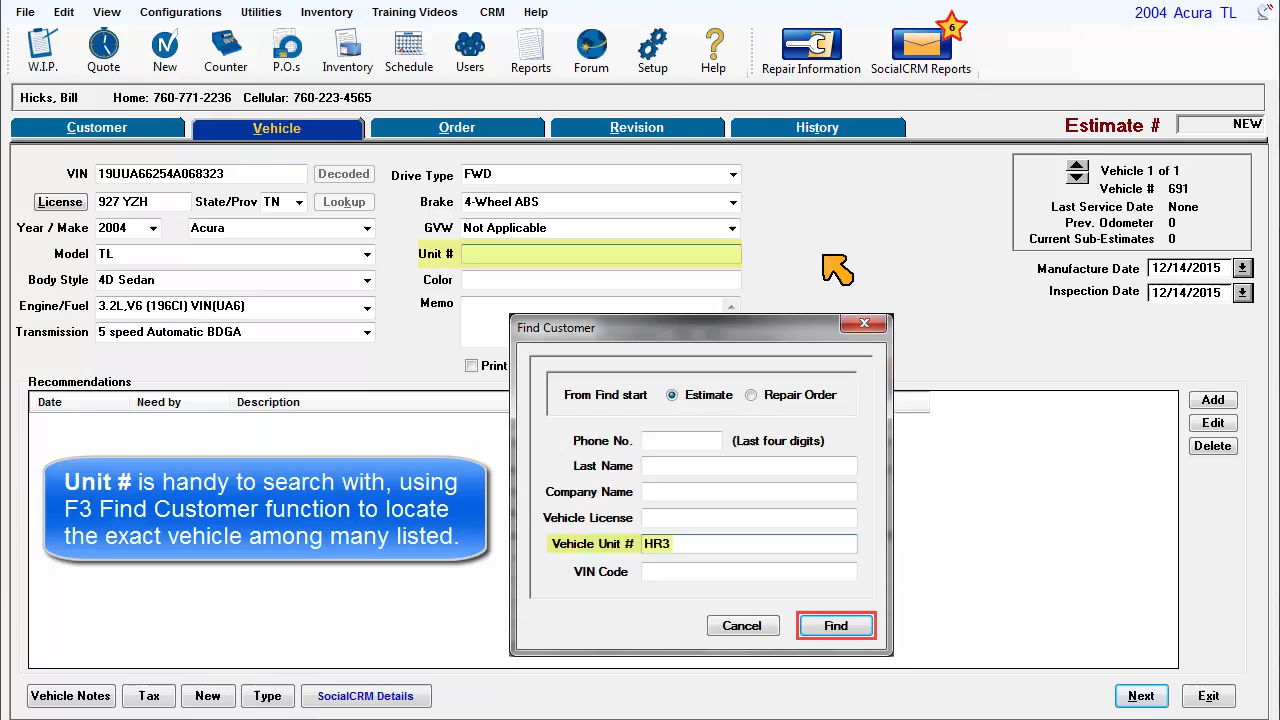 File Edit View Configurations Utilities Inventory Training Videos CRM Help
2004 Acura TL
6
W.I.P. Quote New Counter P.O.s Inventory Schedule Users Reports Forum Setup Help Repair Information SocialCRM Reports
Hicks, Bill Home: 760-771-2236 Cellular: 760-223-4565
Customer Vehicle Order Revision History Estimate # NEW
VIN 19UUA66254A068323 Decoded
License 927 YZH State/Prov TN Lookup
Year / Make 2004 Acura
Model TL
Body Style 4D Sedan
Engine/Fuel 3.2L,V6 (196CI) VIN(UA6)
Transmission 5 speed Automatic BDGA
Drive Type FWD
Brake 4-Wheel ABS
GVW Not Applicable
Unit #
Color
Memo
Print
Vehicle 1 of 1
Vehicle # 691
Last Service Date None
Prev. Odometer 0
Current Sub-Estimates 0
Manufacture Date 12/14/2015
Inspection Date 12/14/2015
Recommendations
Date Need by Description
Add
Edit
Delete
Unit # is handy to search with, using
F3 Find Customer function to locate
the exact vehicle among many listed.
Find Customer
From Find start Estimate Repair Order
Phone No. (Last four digits)
Last Name
Company Name
Vehicle License
Vehicle Unit # HR3
VIN Code
Cancel Find
Vehicle Notes Tax New Type SocialCRM Details Next Exit